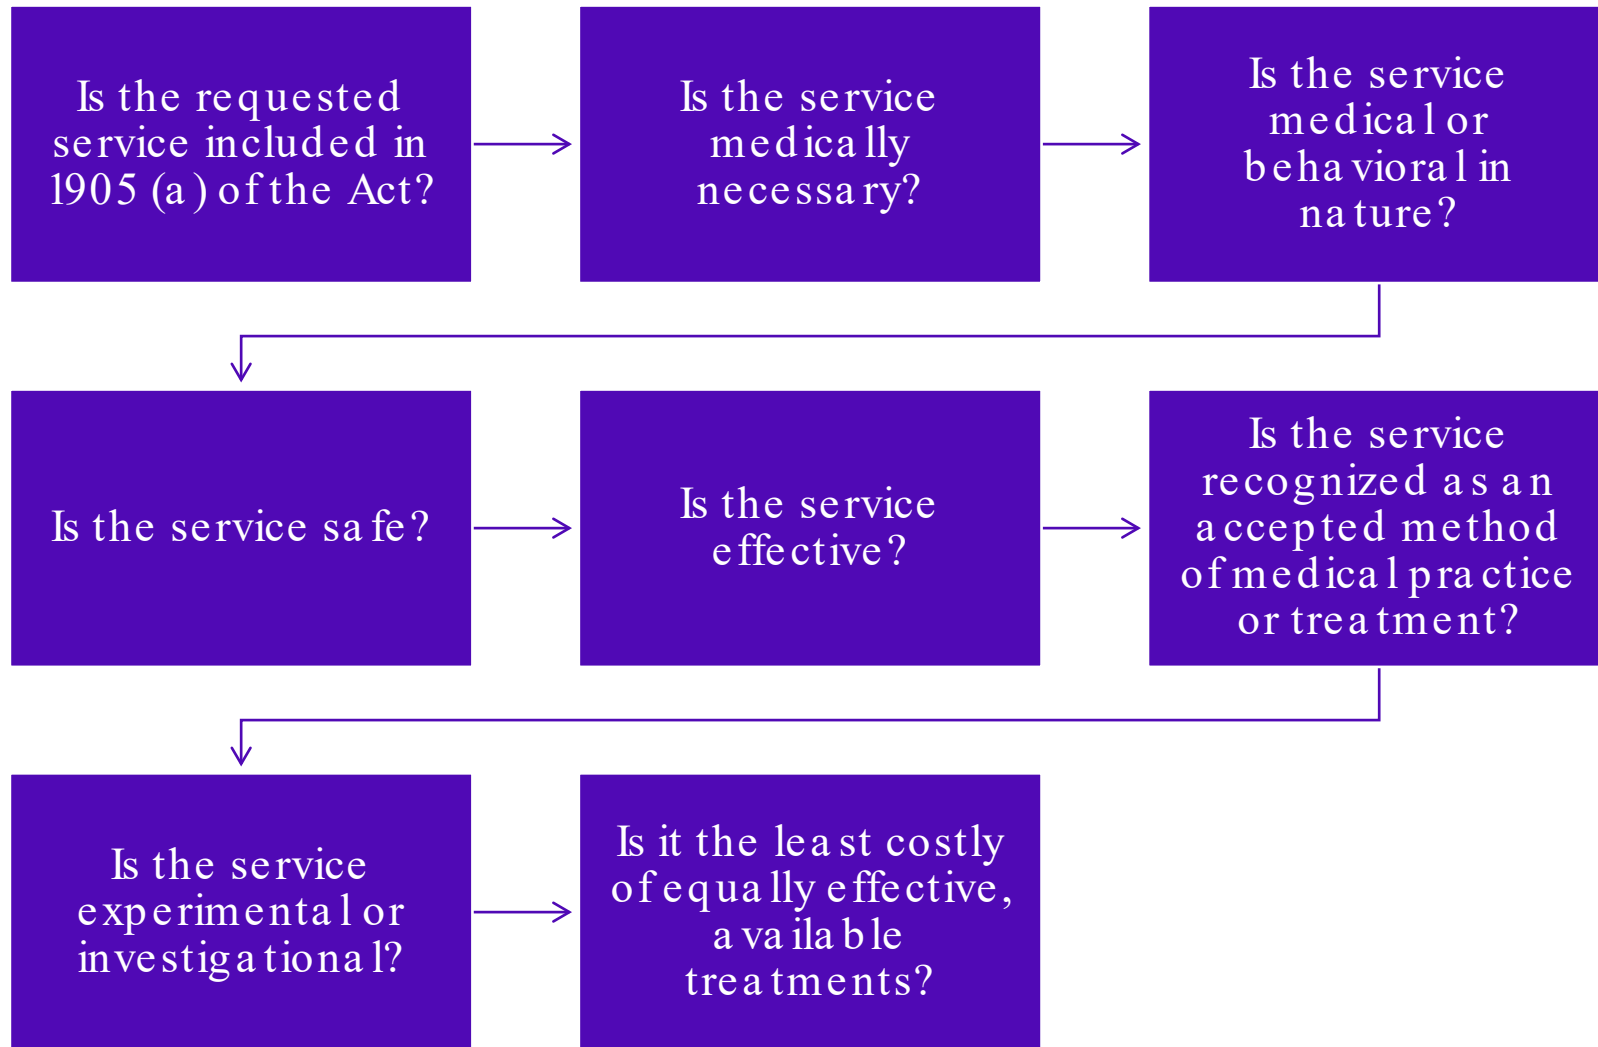 Is the requested
service included in
1905 (a) of the Act?
Is the service
medically
necessary?
Is the service
medical or
behavioral in
nature?
Is the service safe?
Is the service
effective?
Is the service
recognized as an
accepted method
of medical practice
or treatment?
Is the service
experimental or
investigational?
Is it the least costly
of equally effective,
available
treatments?